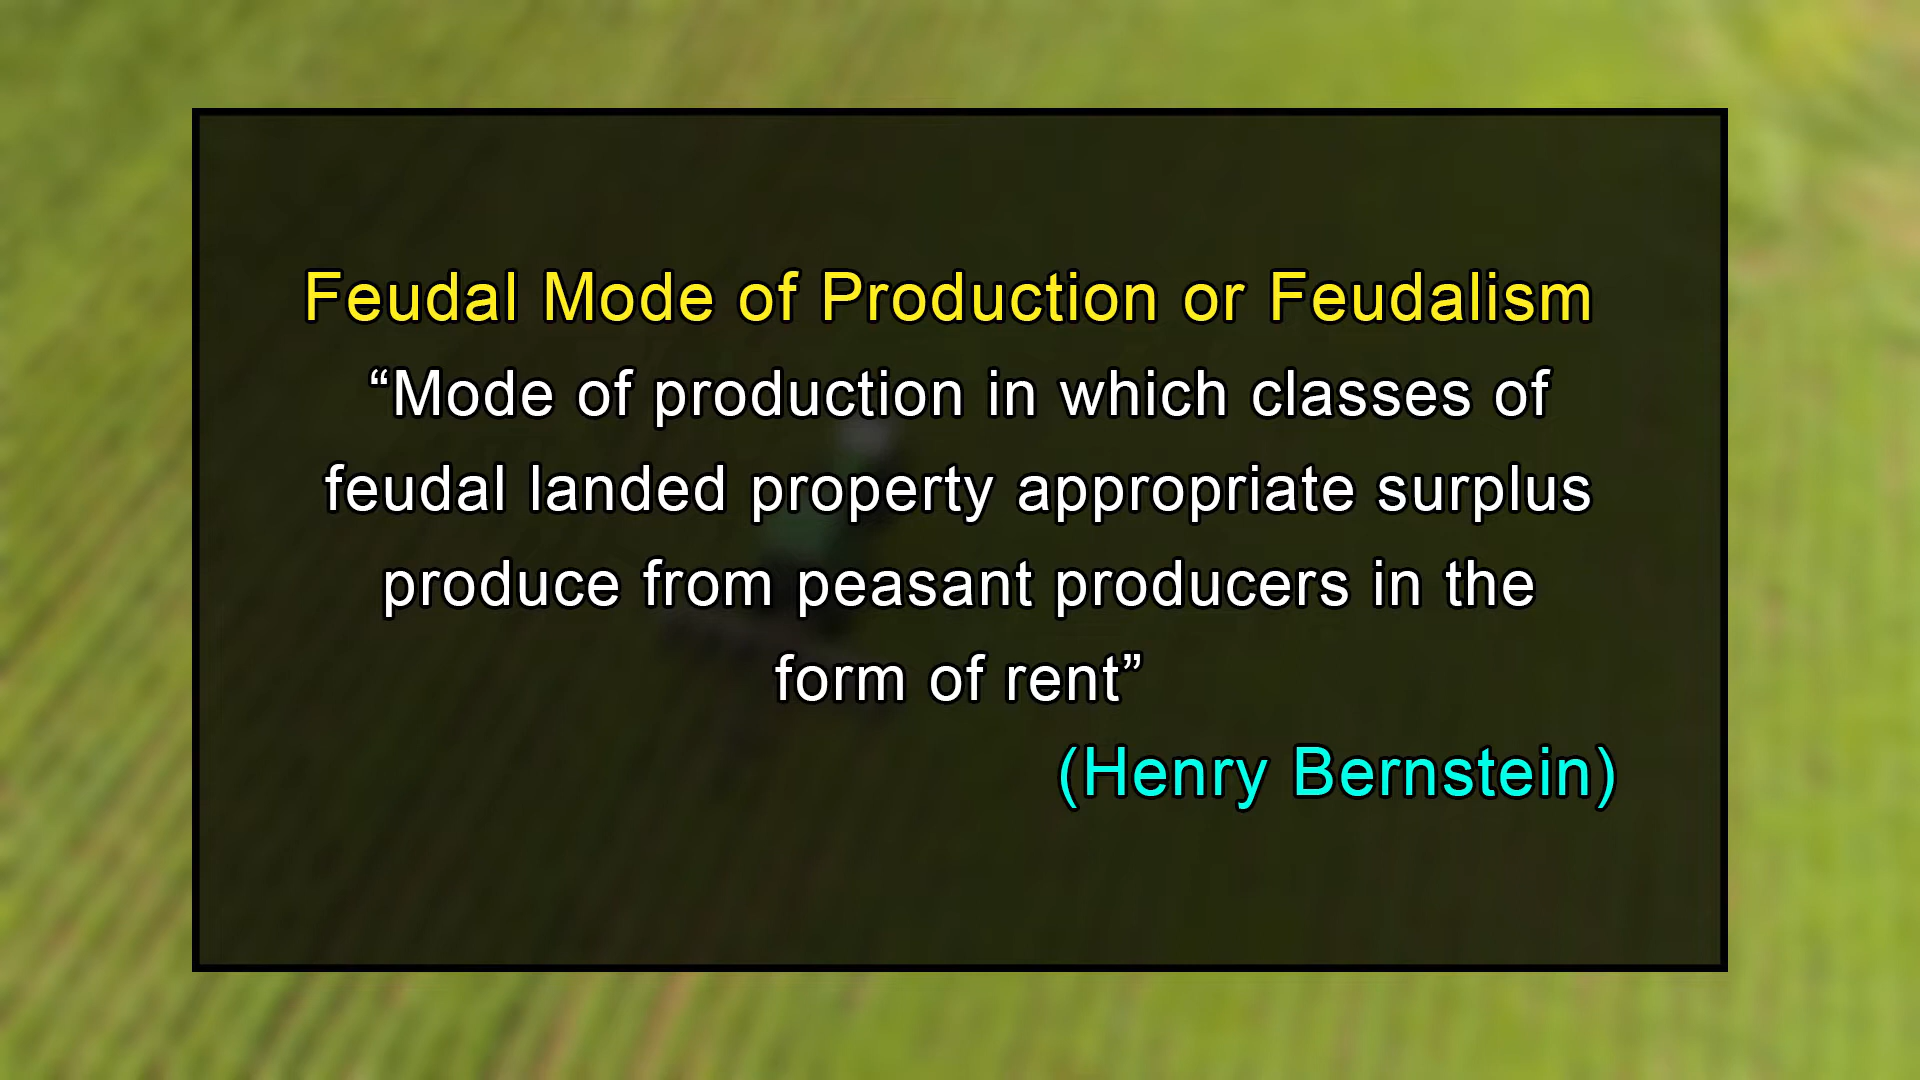 Feudal Mode of Production or Feudalism
“Mode of production in which classes of
feudal landed property appropriate surplus
produce from peasant producers in the
form of rent”
(Henry Bernstein)